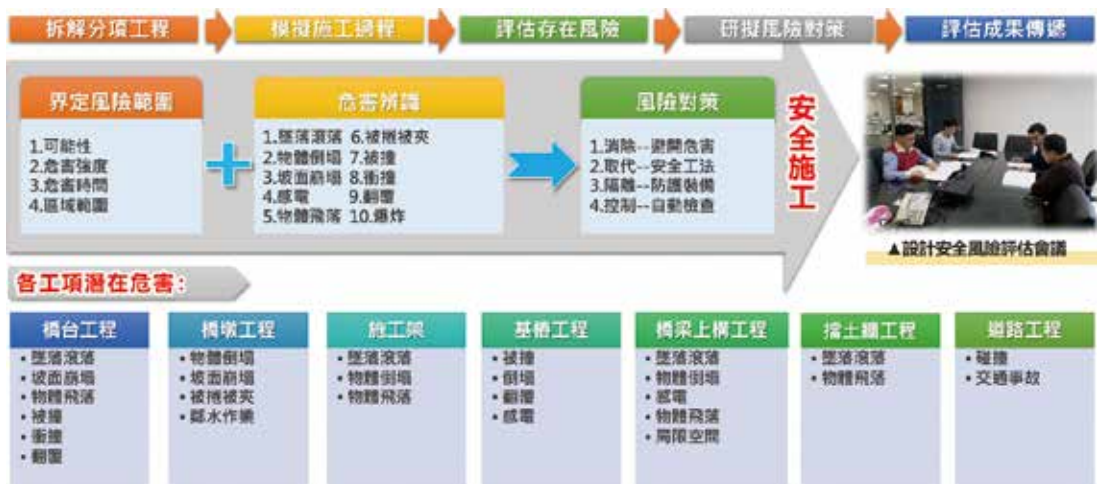 拆解分項工程
模擬施工過程
評估存在風險
研擬風險對策
評估成果傳遞
界定風險範圍
1.可能性
2.危害強度
3.危害時間
4.區域範圍
危害辨識
1.墜落滾落 6.被捲被夾
2.物體倒塌 7.被撞
3.坡面崩塌 8.衝撞
4.感電 9.翻覆
5.物體飛落 10.爆炸
風險對策
1.消除--避開危害
2.取代--安全工法
3.隔離--防護裝備
4.控制--自動檢查
安全施工
▲設計安全風險評估會議
各工項潛在危害:
橋台工程
• 墜落滾落
• 坡面崩塌
• 物體飛落
• 被撞
• 衝撞
• 翻覆
橋墩工程
• 物體倒塌
• 坡面崩塌
• 被捲被夾
• 鄰水作業
施工架
• 墜落滾落
• 物體倒塌
• 物體飛落
基樁工程
• 被撞
• 倒塌
• 翻覆
• 感電
橋梁上構工程
• 墜落滾落
• 物體倒塌
• 感電
• 物體飛落
• 局限空間
擋土牆工程
• 墜落滾落
• 物體飛落
道路工程
• 碰撞
• 交通事故